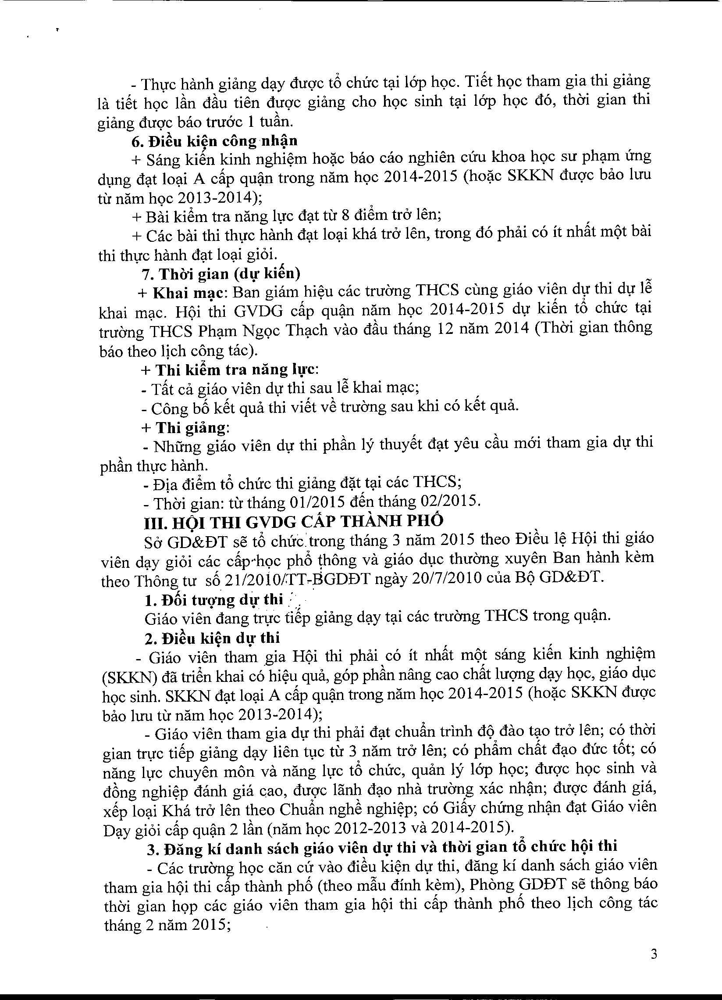 - Thực hành giảng dạy được tổ chức tại lớp học. Tiết học tham gia thi giảng
là tiết học lần đầu tiên được giảng cho học sinh tại lớp học đó, thời gian thi
giảng được báo trước 1 tuần.
6. Điều kiện công nhận
+ Sáng kiến kinh nghiệm hoặc báo cáo nghiên cứu khoa học sư phạm ứng
dụng đạt loại A cấp quận trong năm học 2014-2015 (hoặc SKKN được bảo lưu
từ năm học 2013-2014);
+ Bài kiểm tra năng lực đạt từ 8 điểm trở lên;
+ Các bài thi thực hành đạt loại khá trở lên, trong đó phải có ít nhất một bài
thi thực hành đạt loại giỏi.
7. Thời gian (dự kiến)
+ Khai mạc: Ban giám hiệu các trường THCS cùng giáo viên dự thi dự lễ
khai mạc. Hội thi GVDG cấp quận năm học 2014-2015 dự kiến tổ chức tại
trường THCS Phạm Ngọc Thạch vào đầu tháng 12 năm 2014 (Thời gian thông
báo theo lịch công tác).
+ Thi kiểm tra năng lực:
- Tất cả giáo viên dự thi sau lễ khai mạc;
- Công bố kết quả thi viết về trường sau khi có kết quả.
+ Thi giảng:
- Những giáo viên dự thi phần lý thuyết đạt yêu cầu mới tham gia dự thi
phần thực hành.
- Địa điểm tổ chức thi giảng đặt tại các THCS;
- Thời gian: từ tháng 01/2015 đến tháng 02/2015.
III. HỘI THI GVDG CẤP THÀNH PHỐ
Sở GD&ĐT sẽ tổ chức trong tháng 3 năm 2015 theo Điều lệ Hội thi giáo
viên dạy giỏi các cấp học phổ thông và giáo dục thường xuyên Ban hành kèm
theo Thông tư số 21/2010/TT-BGDĐT ngày 20/7/2010 của Bộ GD&ĐT.
1. Đối tượng dự thi
Giáo viên đang trực tiếp giảng dạy tại các trường THCS trong quận.
2. Điều kiện dự thi
- Giáo viên tham gia Hội thi phải có ít nhất một sáng kiến kinh nghiệm
(SKKN) đã triển khai có hiệu quả, góp phần nâng cao chất lượng dạy học, giáo dục
học sinh. SKKN đạt loại A cấp quận trong năm học 2014-2015 (hoặc SKKN được
bảo lưu từ năm học 2013-2014);
- Giáo viên tham gia dự thi phải đạt chuẩn trình độ đào tạo trở lên; có thời
gian trực tiếp giảng dạy liên tục từ 3 năm trở lên; có phẩm chất đạo đức tốt; có
năng lực chuyên môn và năng lực tổ chức, quản lý lớp học; được học sinh và
đồng nghiệp đánh giá cao, được lãnh đạo nhà trường xác nhận; được đánh giá,
xếp loại Khá trở lên theo Chuẩn nghề nghiệp; có Giấy chứng nhận đạt Giáo viên
Dạy giỏi cấp quận 2 lần (năm học 2012-2013 và 2014-2015).
3. Đăng kí danh sách giáo viên dự thi và thời gian tổ chức hội thi
- Các trường học căn cứ vào điều kiện dự thi, đăng kí danh sách giáo viên
tham gia hội thi cấp thành phố (theo mẫu đính kèm), Phòng GDĐT sẽ thông báo
thời gian họp các giáo viên tham gia hội thi cấp thành phố theo lịch công tác
tháng 2 năm 2015;
3